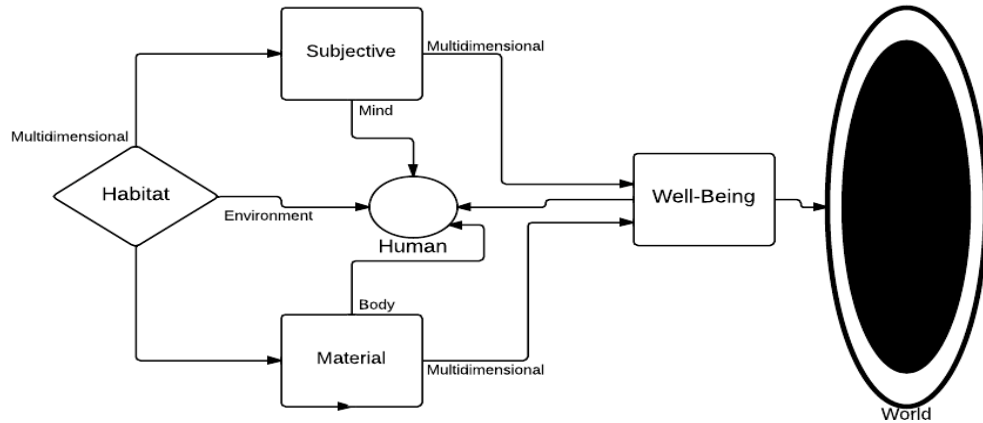 Subjective
Multidimensional
Mind
Multidimensional
Habitat
Environment
Human
Well-Being
Body
Material
Multidimensional
World